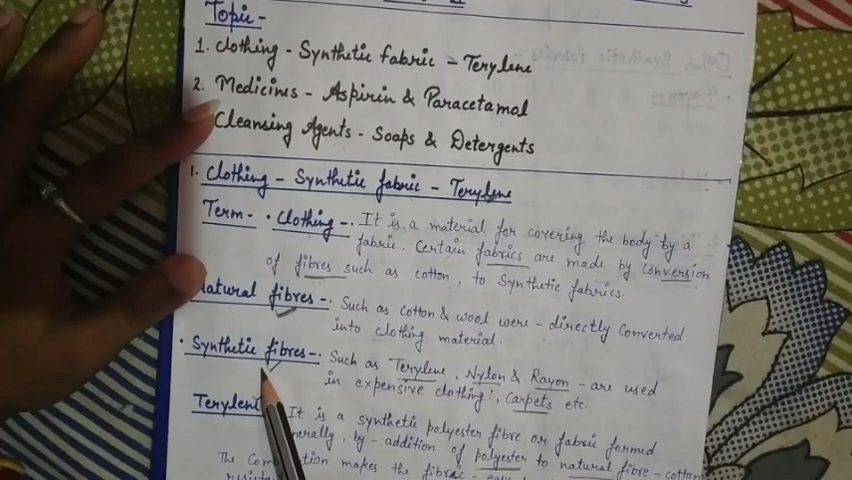 Topic -
1. Clothing - Synthetic fabric - Terylene
2. Medicines - Aspirin & Paracetamol
Cleansing Agents - Soaps & Detergents
1. Clothing - Synthetic fabric - Terylene
Term - • Clothing -. It is a material for covering the body by a
fabric. Certain fabrics are made by conversion
of fibres such as cotton, to Synthetic fabrics.
Natural fibres -. Such as cotton & wool were - directly converted
into clothing material.
• Synthetic fibres -. Such as Terylene, Nylon & Rayon - are used
in expensive clothing, carpets etc.
Terylene It is a synthetic polyester fibre or fabric formed
by - addition of polyester to natural fibre - cotton
The makes the